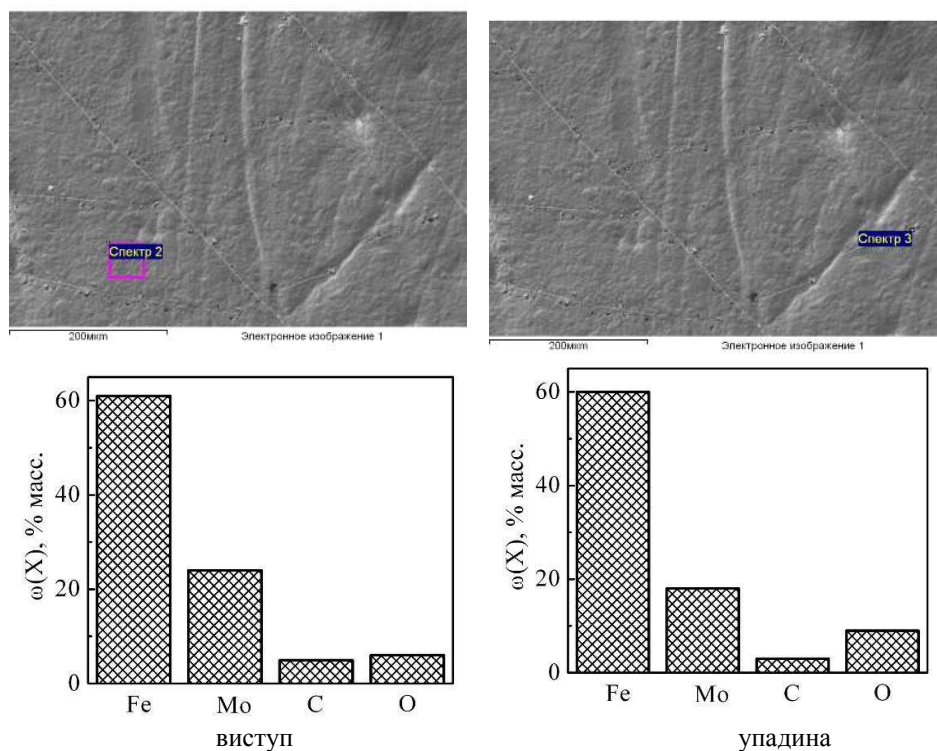 Спектр 2
200мкм Электронное изображение 1
Спектр 3
200мкм Электронное изображение 1
60
40
20
0
ω(X), % масс.
Fe Mo C O
виступ
60
40
20
0
ω(X), % масс.
Fe Mo C O
упадина